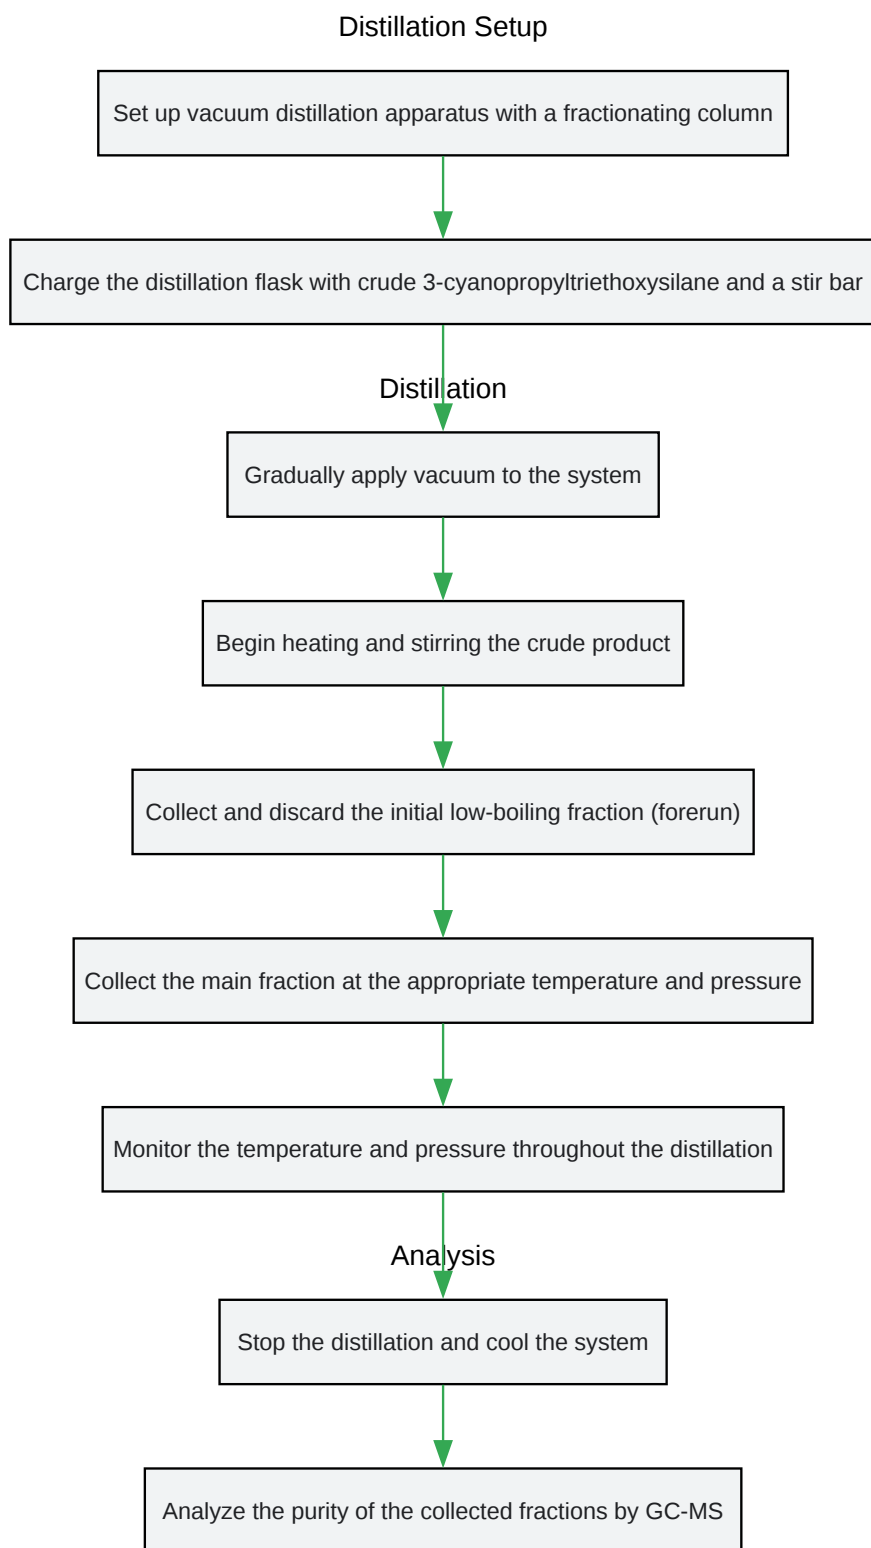 Distillation Setup
Set up vacuum distillation apparatus with a fractionating column
Charge the distillation flask with crude 3-cyanopropyltriethoxysilane and a stir bar
Distillation
Gradually apply vacuum to the system
Begin heating and stirring the crude product
Collect and discard the initial low-boiling fraction (forerun)
Collect the main fraction at the appropriate temperature and pressure
Monitor the temperature and pressure throughout the distillation
Analysis
Stop the distillation and cool the system
Analyze the purity of the collected fractions by GC-MS